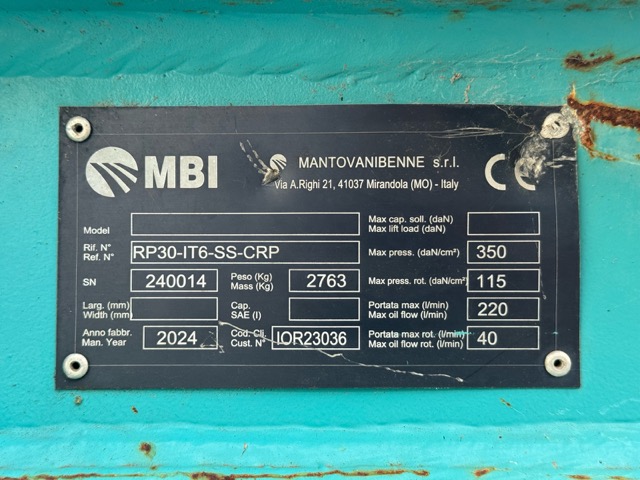 MBI
MANTOVANIBENNE s.r.l.
Via A.Righi 21, 41037 Mirandola (MO) - Italy
CE
Model
Max cap. soll. (daN)
Max lift load (daN)
Rif. N°
Ref. N°
RP30-IT6-SS-CRP
Max press. (daN/cm²)
350
SN
240014
Peso (Kg)
Mass (Kg)
2763
Max press. rot. (daN/cm²)
115
Larg. (mm)
Width (mm)
Cap.
SAE (l)
Portata max (l/min)
Max oil flow (l/min)
220
Anno fabbr.
Man. Year
2024
Cod. Cli.
Cust. N°
IOR23036
Portata max rot. (l/min)
Max oil flow rot. (l/min)
40